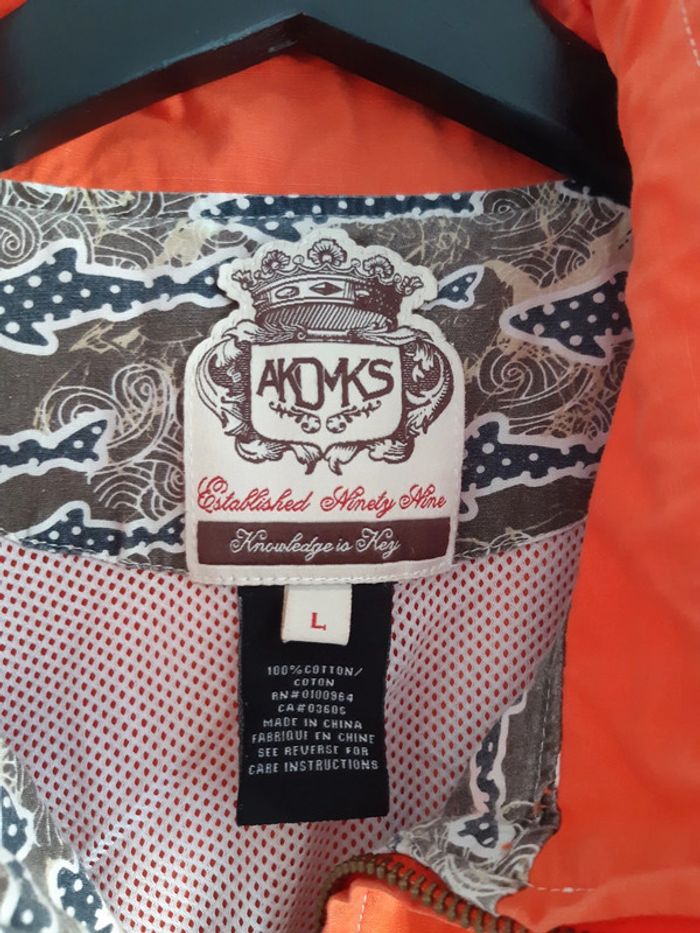 AKDMKS
Established Ninety Nine
Knowledge is Key
L
100% COTTON/
COTON
RN#0100964
CA#03605
MADE IN CHINA
FABRIQUE EN CHINE
SEE REVERSE FOR
CARE INSTRUCTIONS